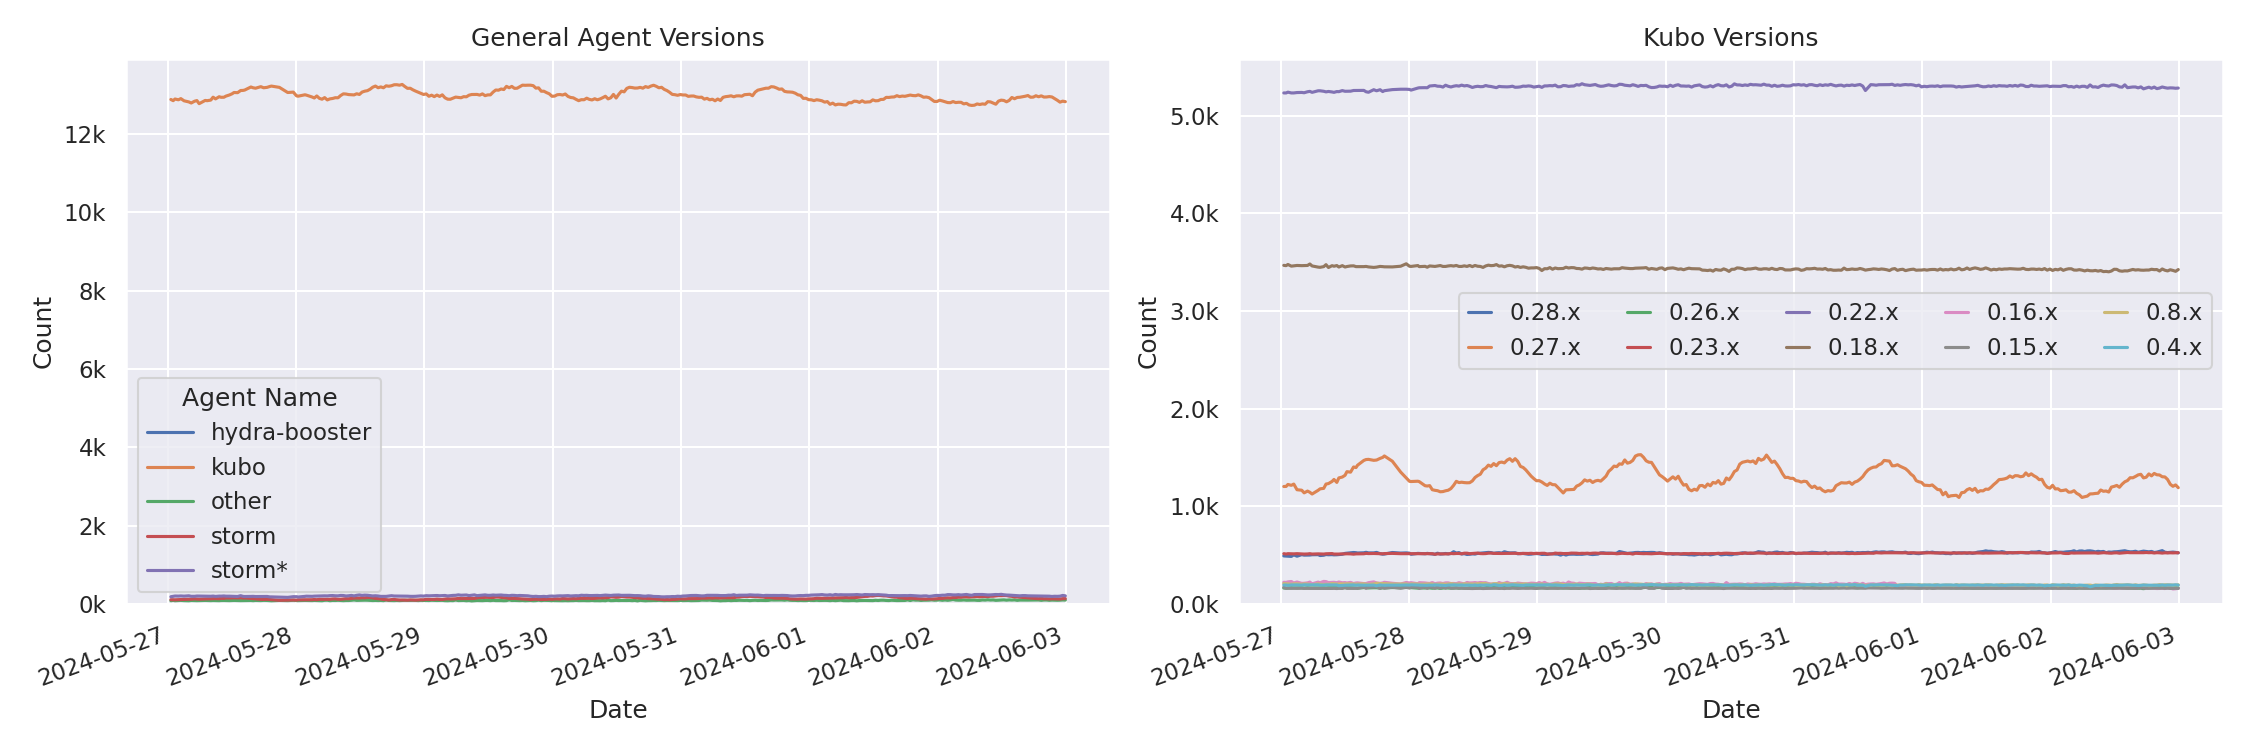 General Agent Versions
Count
12k
10k
8k
6k
4k
2k
0k
Agent Name
hydra-booster
kubo
other
storm
storm*
2024-05-27
2024-05-28
2024-05-29
2024-05-30
2024-05-31
2024-06-01
2024-06-02
2024-06-03
Date
Kubo Versions
Count
5.0k
4.0k
3.0k
2.0k
1.0k
0.0k
0.28.x 0.26.x 0.22.x 0.16.x 0.8.x
0.27.x 0.23.x 0.18.x 0.15.x 0.4.x
2024-05-27
2024-05-28
2024-05-29
2024-05-30
2024-05-31
2024-06-01
2024-06-02
2024-06-03
Date